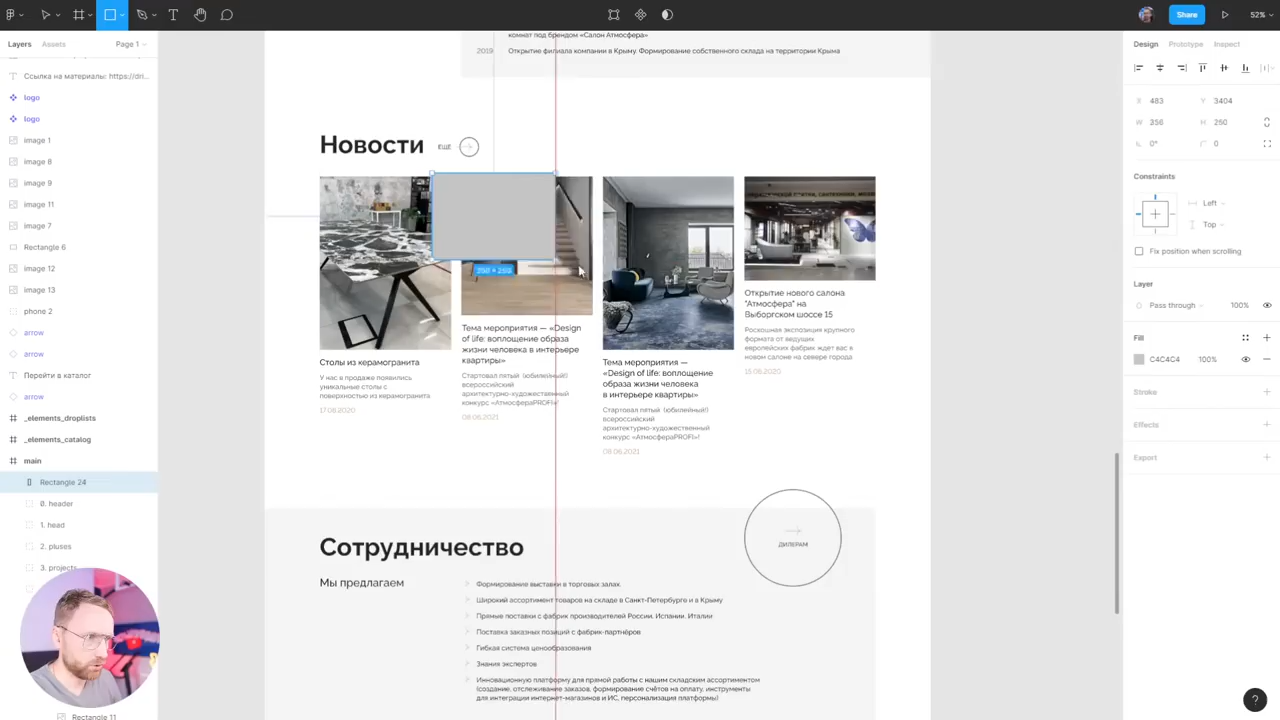 Share
52%
Layers
Assets
Page 1
Design
Prototype
Inspect
Ссылка на материалы: https://dri...
logo
logo
image 1
image 8
image 9
image 11
image 7
Rectangle 6
image 12
image 13
phone 2
arrow
arrow
Перейти в каталог
arrow
_elements_droplists
_elements_catalog
main
Rectangle 24
0. header
1. head
2. pluses
3. projects
Rectangle 11
комнат под брендом «Салон Атмосфера»
2019
Открытие филиала компании в Крыму. Формирование собственного склада на территории Крыма
Новости
ЕЩЕ
Столы из керамогранита
У нас в продаже появились
уникальные столы с
поверхностью из керамогранита
17.06.2020
Тема мероприятия — «Design
of life: воплощение образа
жизни человека в интерьере
квартиры»
Стартовал пятый (юбилейный!)
всероссийский
архитектурно-художественный
конкурс «АтмосфераPROFI»!
08.06.2021
Тема мероприятия —
«Design of life: воплощение
образа жизни человека
в интерьере квартиры»
Стартовал пятый (юбилейный!)
всероссийский
архитектурно-художественный
конкурс «АтмосфераPROFI»!
08.06.2021
Открытие нового салона
"Атмосфера" на
Выборгском шоссе 15
Роскошная экспозиция крупного
формата от ведущих
европейских фабрик ждет вас в
новом салоне на севере города
15.06.2020
Сотрудничество
Мы предлагаем
ДИЛЕРАМ
Формирование выставки в торговых залах.
Широкий ассортимент товаров на складе в Санкт-Петербурге и а Крыму
Прямые поставки с фабрик производителей России, Испании, Италии
Поставка заказных позиций с фабрик-партнёров
Гибкая система ценообразования
Знания экспертов
Инновационную платформу для прямой работы с нашим складским ассортиментом
(создание, отслеживание заказов, формирование счётов на оплату, инструменты
для интеграции интернет-магазинов и ИС, персонализация платформы)
X 483
Y 3404
W 356
H 250
0°
0
Constraints
Left
Top
Fix position when scrolling
Layer
Pass through
100%
Fill
C4C4C4
100%
Stroke
Effects
Export
?